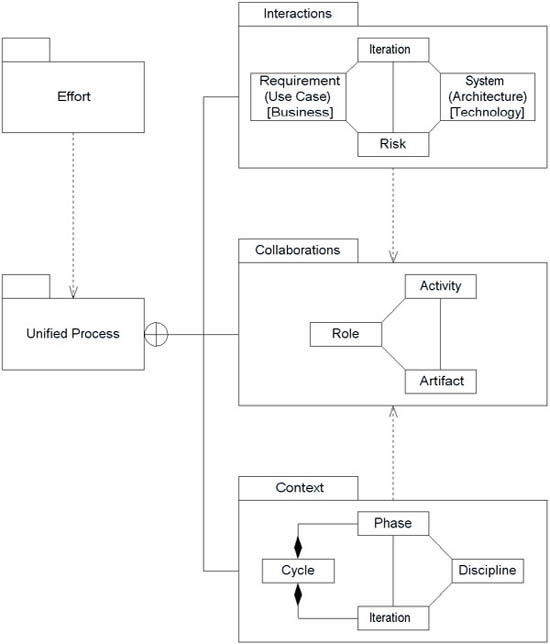 Interactions
Iteration
Effort
Requirement
(Use Case)
[Business]
System
(Architecture)
[Technology]
Risk
Collaborations
Activity
Unified Process
Role
Artifact
Context
Phase
Cycle
Discipline
Iteration